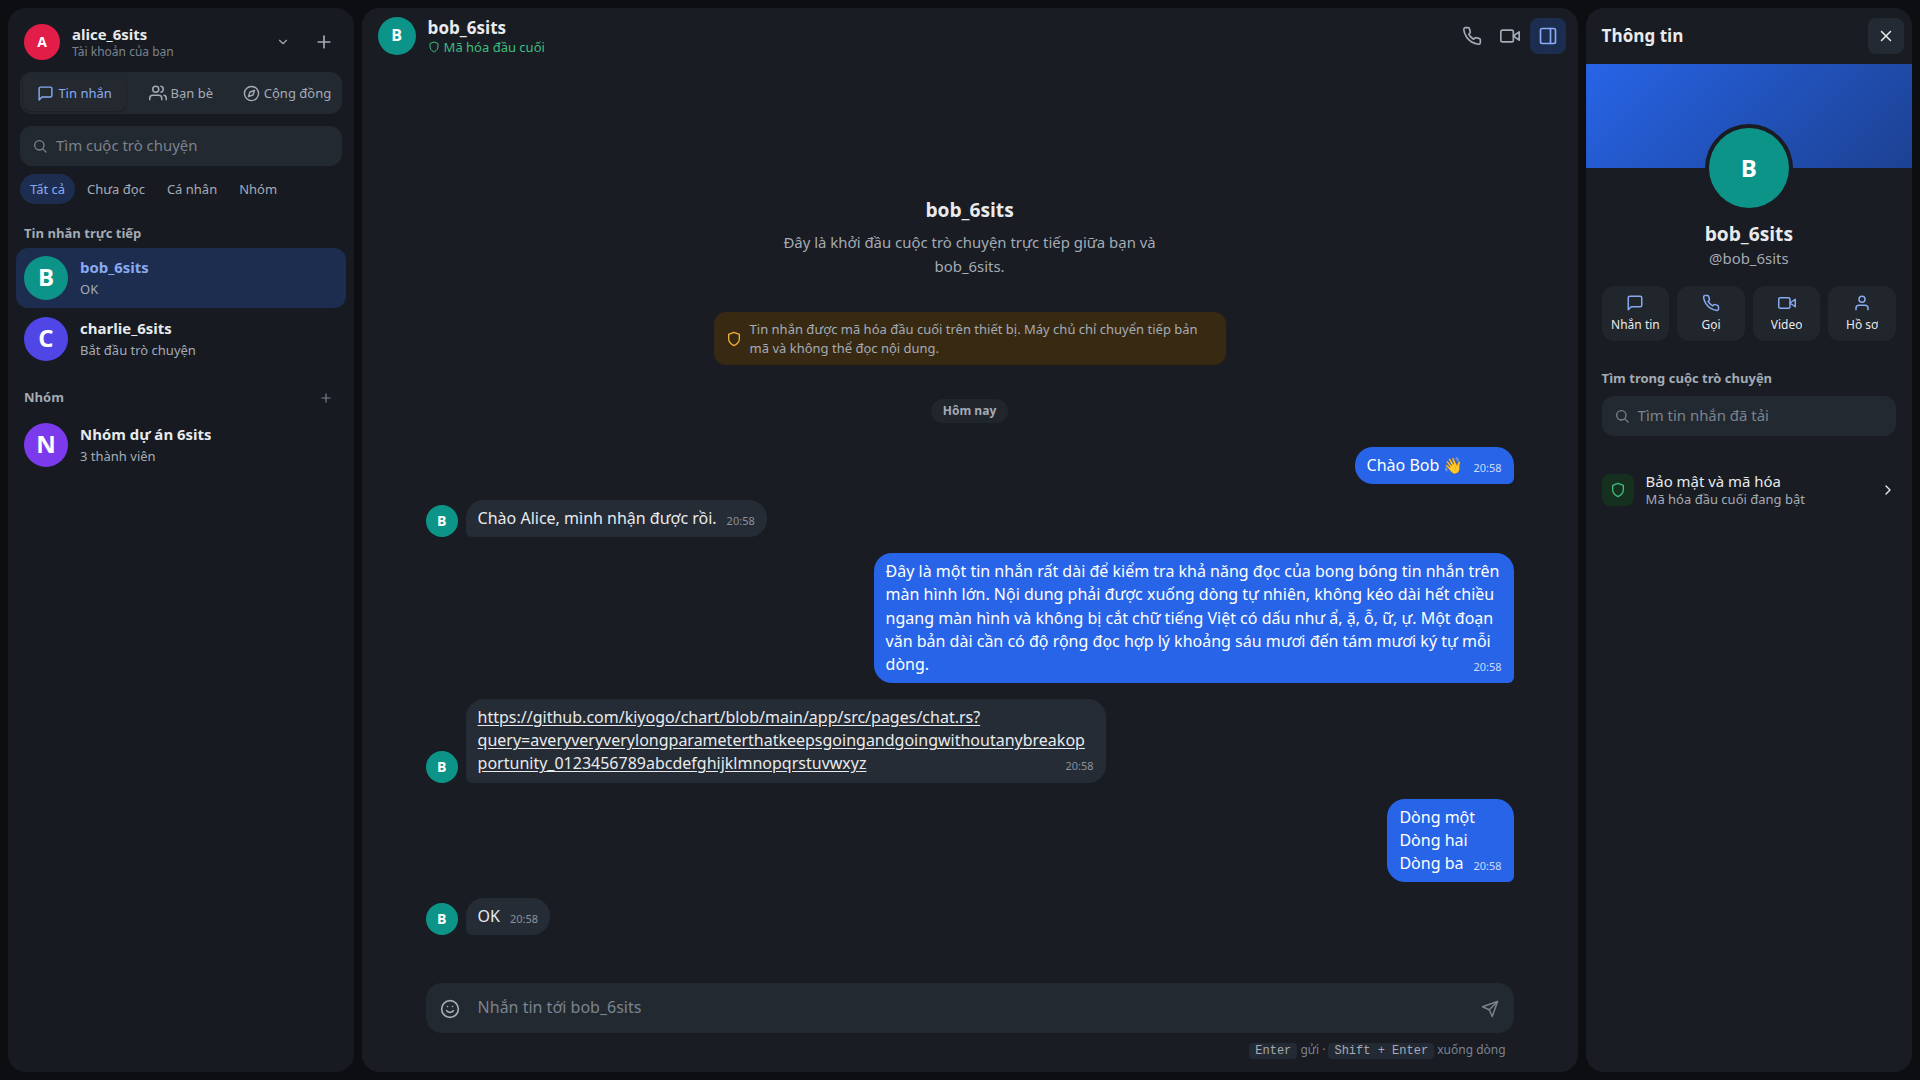 A
alice_6sits
Tài khoản của bạn
Tin nhắn
Bạn bè
Cộng đồng
Tìm cuộc trò chuyện
Tất cả
Chưa đọc
Cá nhân
Nhóm
Tin nhắn trực tiếp
B
bob_6sits
OK
C
charlie_6sits
Bắt đầu trò chuyện
Nhóm
N
Nhóm dự án 6sits
3 thành viên
B
bob_6sits
Mã hóa đầu cuối
bob_6sits
Đây là khởi đầu cuộc trò chuyện trực tiếp giữa bạn và
bob_6sits.
Tin nhắn được mã hóa đầu cuối trên thiết bị. Máy chủ chỉ chuyển tiếp bản
mã và không thể đọc nội dung.
Hôm nay
Chào Bob 👋 20:58
B
Chào Alice, mình nhận được rồi. 20:58
Đây là một tin nhắn rất dài để kiểm tra khả năng đọc của bong bóng tin nhắn trên
màn hình lớn. Nội dung phải được xuống dòng tự nhiên, không kéo dài hết chiều
ngang màn hình và không bị cắt chữ tiếng Việt có dấu như ẩ, ặ, ỗ, ữ, ự. Một đoạn
văn bản dài cần có độ rộng đọc hợp lý khoảng sáu mươi đến tám mươi ký tự mỗi
dòng. 20:58
https://github.com/kiyogo/chart/blob/main/app/src/pages/chat.rs?
query=averyveryverylongparameterthatkeepsgoingandgoingwithoutanybreakop
portunity_0123456789abcdefghijklmnopqrstuvwxyz 20:58
B
Dòng một
Dòng hai
Dòng ba 20:58
B
OK 20:58
Nhắn tin tới bob_6sits
Enter gửi · Shift + Enter xuống dòng
Thông tin
B
bob_6sits
@bob_6sits
Nhắn tin
Gọi
Video
Hồ sơ
Tìm trong cuộc trò chuyện
Tìm tin nhắn đã tải
Bảo mật và mã hóa
Mã hóa đầu cuối đang bật